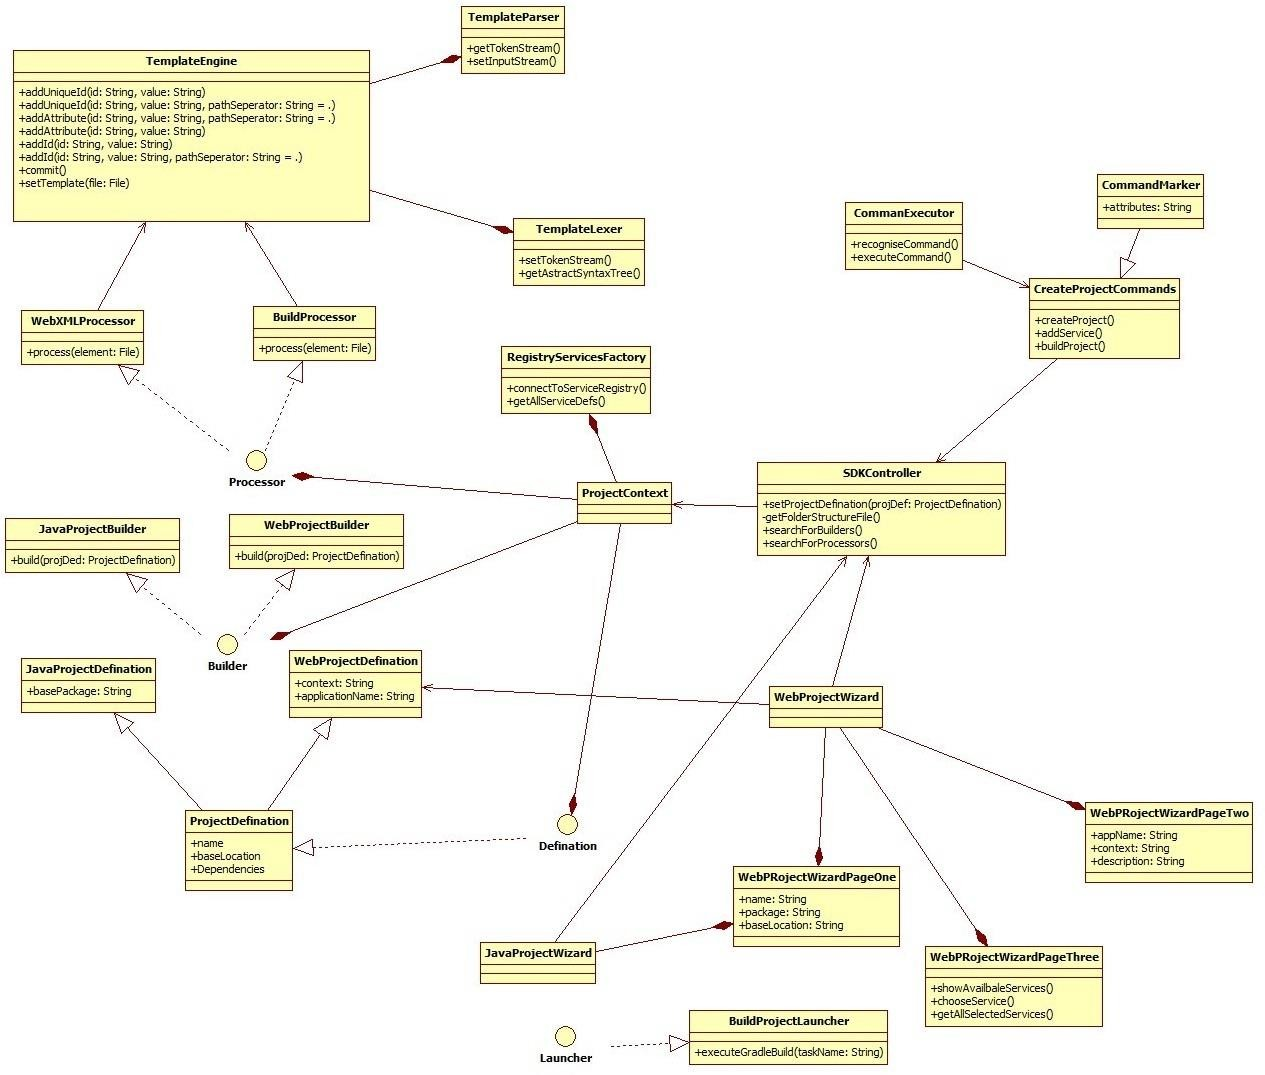 TemplateParser
+getTokenStream()
+setInputStream()
TemplateEngine
+addUniqueId(id: String, value: String)
+addUniqueId(id: String, value: String, pathSeperator: String = .)
+addAttribute(id: String, value: String, pathSeperator: String = .)
+addAttribute(id: String, value: String)
+addId(id: String, value: String)
+addId(id: String, value: String, pathSeperator: String = .)
+commit()
+setTemplate(file: File)
TemplateLexer
+setTokenStream()
+getAstractSyntaxTree()
CommanExecutor
+recogniseCommand()
+executeCommand()
CommandMarker
+attributes: String
CreateProjectCommands
+createProject()
+addService()
+buildProject()
WebXMLProcessor
+process(element: File)
BuildProcessor
+process(element: File)
RegistryServicesFactory
+connectToServiceRegistry()
+getAllServiceDefs()
Processor
ProjectContext
SDKController
+setProjectDefinition(projDef: ProjectDefination)
-getFolderStructureFile()
+searchForBuilders()
+searchForProcessors()
JavaProjectBuilder
+build(projDed: ProjectDefination)
WebProjectBuilder
+build(projDed: ProjectDefination)
Builder
JavaProjectDefination
+basePackage: String
WebProjectDefination
+context: String
+applicationName: String
WebProjectWizard
ProjectDefination
+name
+baseLocation
+Dependencies
Defination
WebPRojectWizardPageTwo
+appName: String
+context: String
+description: String
WebPRojectWizardPageOne
+name: String
+package: String
+baseLocation: String
JavaProjectWizard
WebPRojectWizardPageThree
+showAvailbaleServices()
+chooseService()
+getAllSelectedServices()
Launcher
BuildProjectLauncher
+executeGradleBuild(taskName: String)